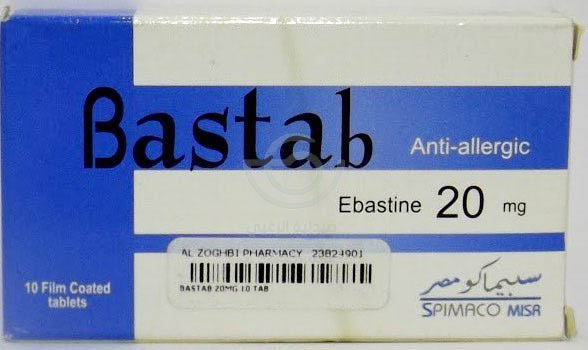 Bastab
Anti-allergic
Ebastine 20 mg
10 Film Coated
tablets
AL ZOGHBI PHARMACY 23824901
BASTAB 20MG 10 TAB
سبيماكو مصر
SPIMACO MISR